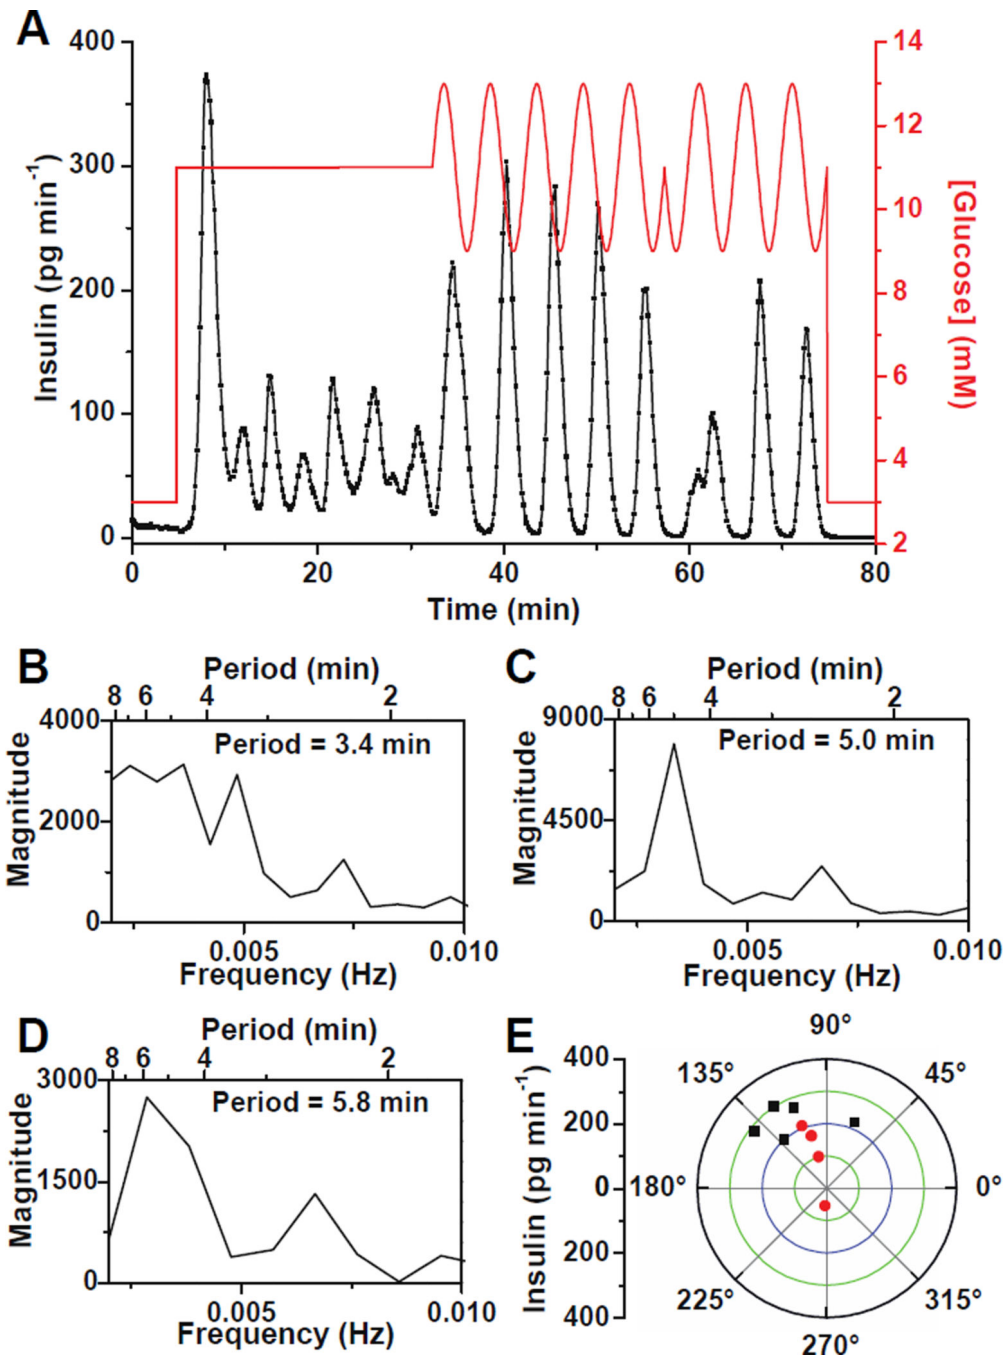 A
400
300
200
100
0
Insulin (pg min-1)
14
12
10
8
6
4
2
[Glucose] (mM)
0 20 40 60 80
Time (min)
B
Period (min)
8 6 4 2
4000
2000
0
Magnitude
Period = 3.4 min
0.005 0.010
Frequency (Hz)
C
Period (min)
8 6 4 2
9000
4500
0
Magnitude
Period = 5.0 min
0.005 0.010
Frequency (Hz)
D
Period (min)
8 6 4 2
3000
1500
0
Magnitude
Period = 5.8 min
0.005 0.010
Frequency (Hz)
E
400
200
0
200
400
Insulin (pg min-1)
90°
135° 45°
180° 0°
225° 315°
270°